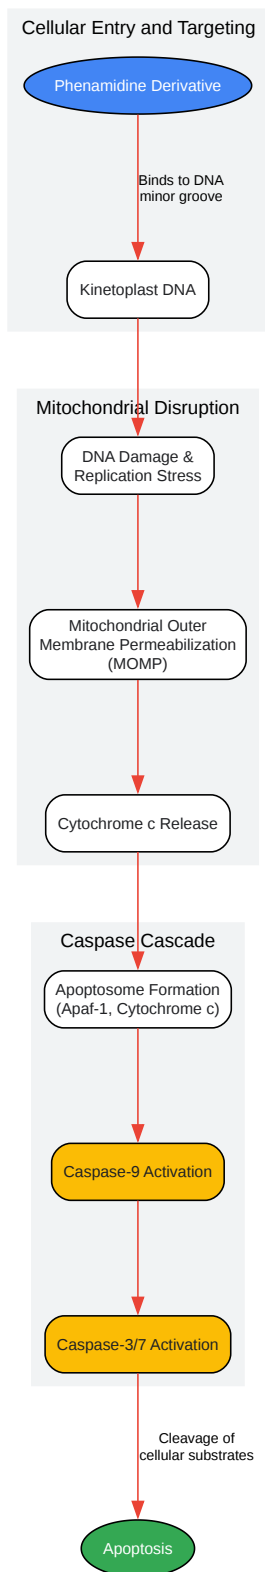 Cellular Entry and Targeting
Phenamidine Derivative
Binds to DNA
minor groove
Kinetoplast DNA
Mitochondrial Disruption
DNA Damage &
Replication Stress
Mitochondrial Outer
Membrane Permeabilization
(MOMP)
Cytochrome c Release
Caspase Cascade
Apoptosome Formation
(Apaf-1, Cytochrome c)
Caspase-9 Activation
Caspase-3/7 Activation
Cleavage of
cellular substrates
Apoptosis